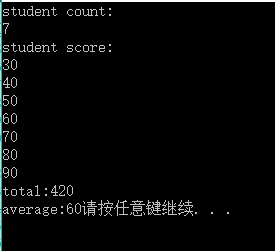 student count:
7
student score:
30
40
50
60
70
80
90
total:420
average:60请按任意键继续. . .